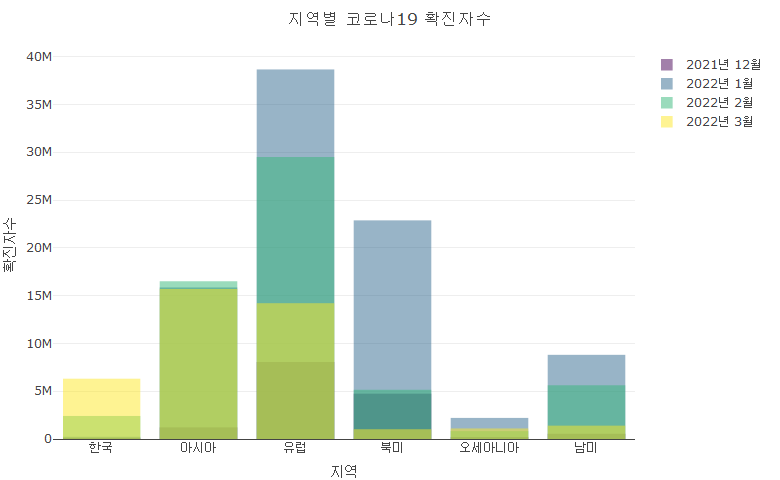 지역별 코로나19 확진자수
2021년 12월
2022년 1월
2022년 2월
2022년 3월
확진자수
40M
35M
30M
25M
20M
15M
10M
5M
0
한국 아시아 유럽 북미 오세아니아 남미
지역